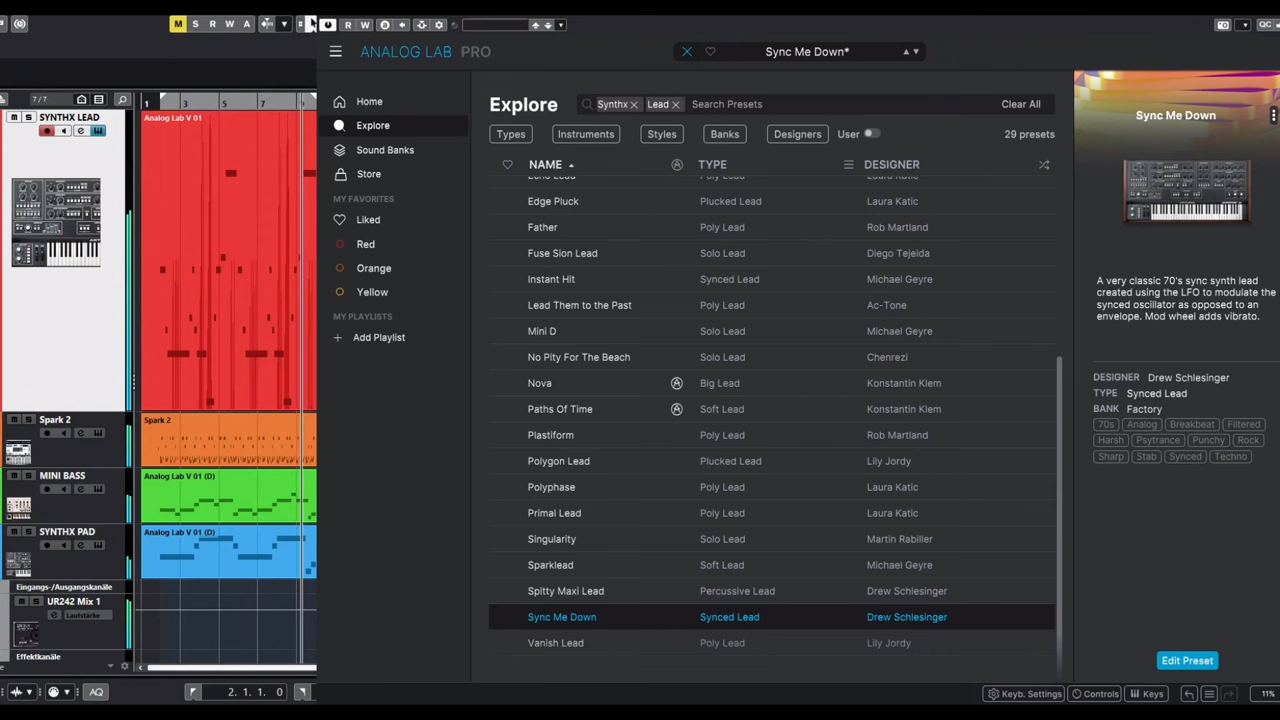 M S R W A
R W
QC
7/7
1 3 5 7
SYNTHX LEAD
Analog Lab V 01
Spark 2
Spark 2
MINI BASS
Analog Lab V 01 (D)
SYNTHX PAD
Analog Lab V 01 (D)
Eingangs-/Ausgangskanäle
UR242 Mix 1
Lautstärke
Effektkanäle
AQ
2. 1. 1. 0
ANALOG LAB PRO
Sync Me Down*
Home
Explore
Sound Banks
Store
MY FAVORITES
Liked
Red
Orange
Yellow
MY PLAYLISTS
Add Playlist
Explore
Synthx Lead Search Presets Clear All
Types Instruments Styles Banks Designers User 29 presets
NAME TYPE DESIGNER
Edge Pluck Plucked Lead Laura Katic
Father Poly Lead Rob Martland
Fuse Sion Lead Solo Lead Diego Tejeida
Instant Hit Synced Lead Michael Geyre
Lead Them to the Past Poly Lead Ac-Tone
Mini D Solo Lead Michael Geyre
No Pity For The Beach Solo Lead Chenrezi
Nova Big Lead Konstantin Klem
Paths Of Time Soft Lead Konstantin Klem
Plastiform Poly Lead Rob Martland
Polygon Lead Plucked Lead Lily Jordy
Polyphase Poly Lead Laura Katic
Primal Lead Poly Lead Laura Katic
Singularity Solo Lead Martin Rabiller
Sparklead Soft Lead Michael Geyre
Spitty Maxi Lead Percussive Lead Drew Schlesinger
Sync Me Down Synced Lead Drew Schlesinger
Vanish Lead Poly Lead Lily Jordy
Sync Me Down
A very classic 70's sync synth lead
created using the LFO to modulate the
synced oscillator as opposed to an
envelope. Mod wheel adds vibrato.
DESIGNER Drew Schlesinger
TYPE Synced Lead
BANK Factory
70s Analog Breakbeat Filtered
Harsh Psytrance Punchy Rock
Sharp Stab Synced Techno
Edit Preset
Keyb. Settings Controls Keys 11%